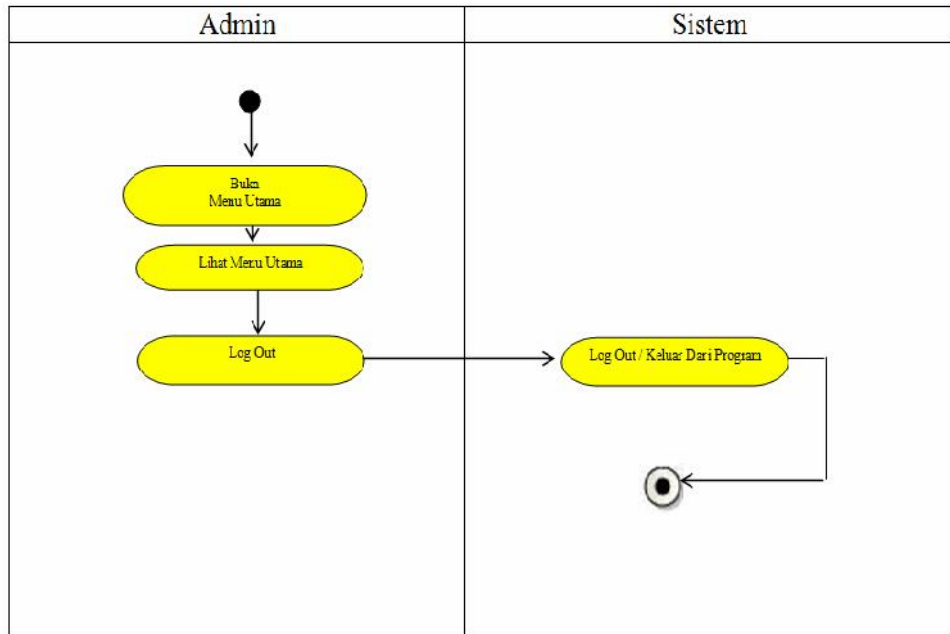 Admin
Sistem
Buka
Menu Utama
Lihat Menu Utama
Log Out
Log Out / Keluar Dari Program